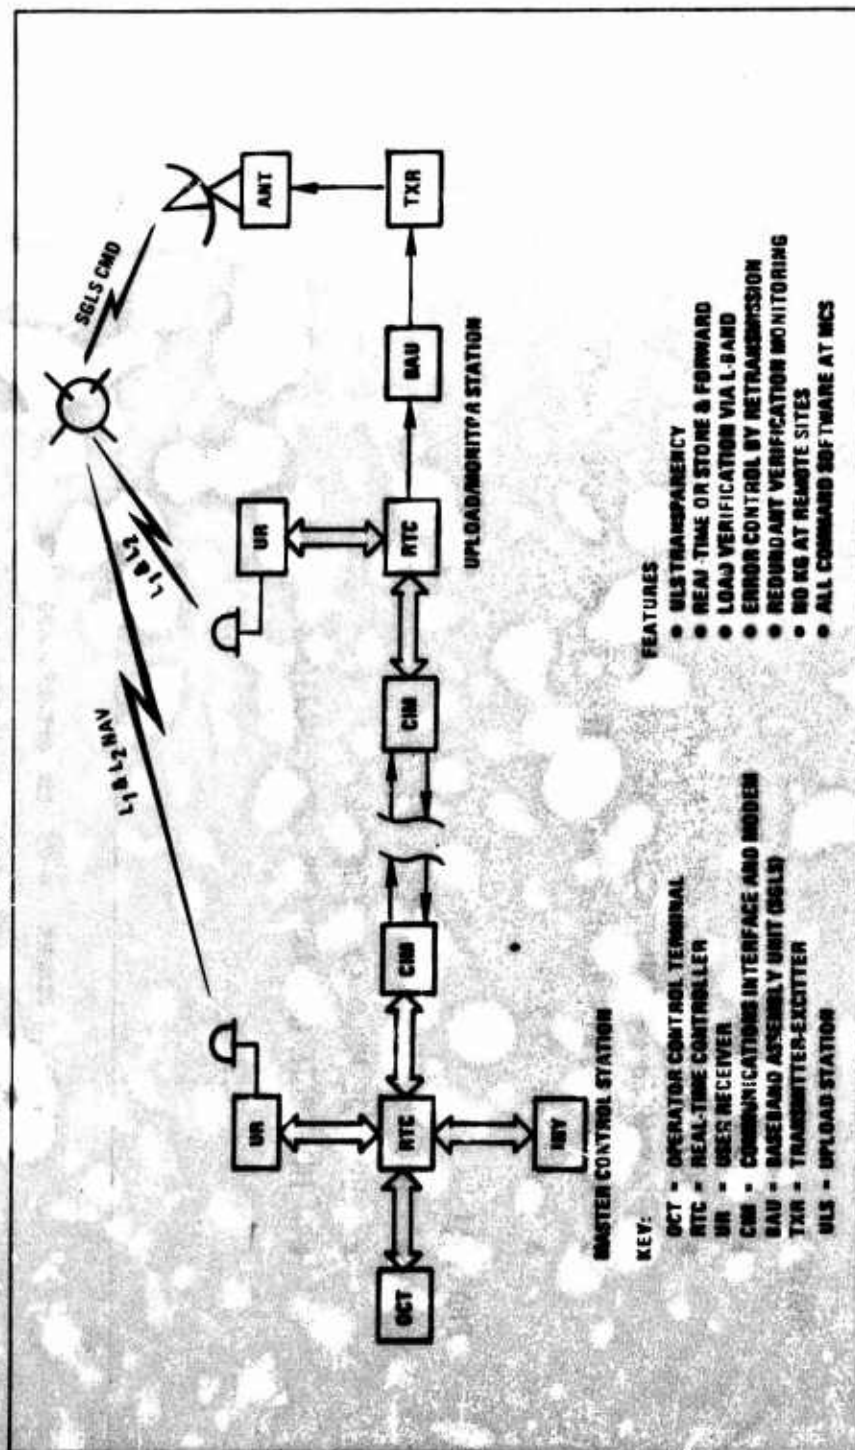 SGLS CMD
L1 & L2
L1 & L2 NAV
ANT
UR
UR
OCT
RTC
CIM
CIM
RTC
BAU
TXR
MASTER CONTROL STATION
UPLOAD/MONITOR STATION
KEY:
OCT = OPERATOR CONTROL TERMINAL
RTC = REAL-TIME CONTROLLER
UR = USER RECEIVER
CIM = COMMUNICATIONS INTERFACE AND MODEM
BAU = BASEBAND ASSEMBLY UNIT (SGLS)
TXR = TRANSMITTER-EXCITTER
ULS = UPLOAD STATION
FEATURES
● ULS TRANSPARENCY
● REAL-TIME OR STORE & FORWARD
● LOAD VERIFICATION VIA L-BAND
● ERROR CONTROL BY RETRANSMISSION
● REDUNDANT VERIFICATION MONITORING
● NO KG AT REMOTE SITES
● ALL COMMAND SOFTWARE AT MCS